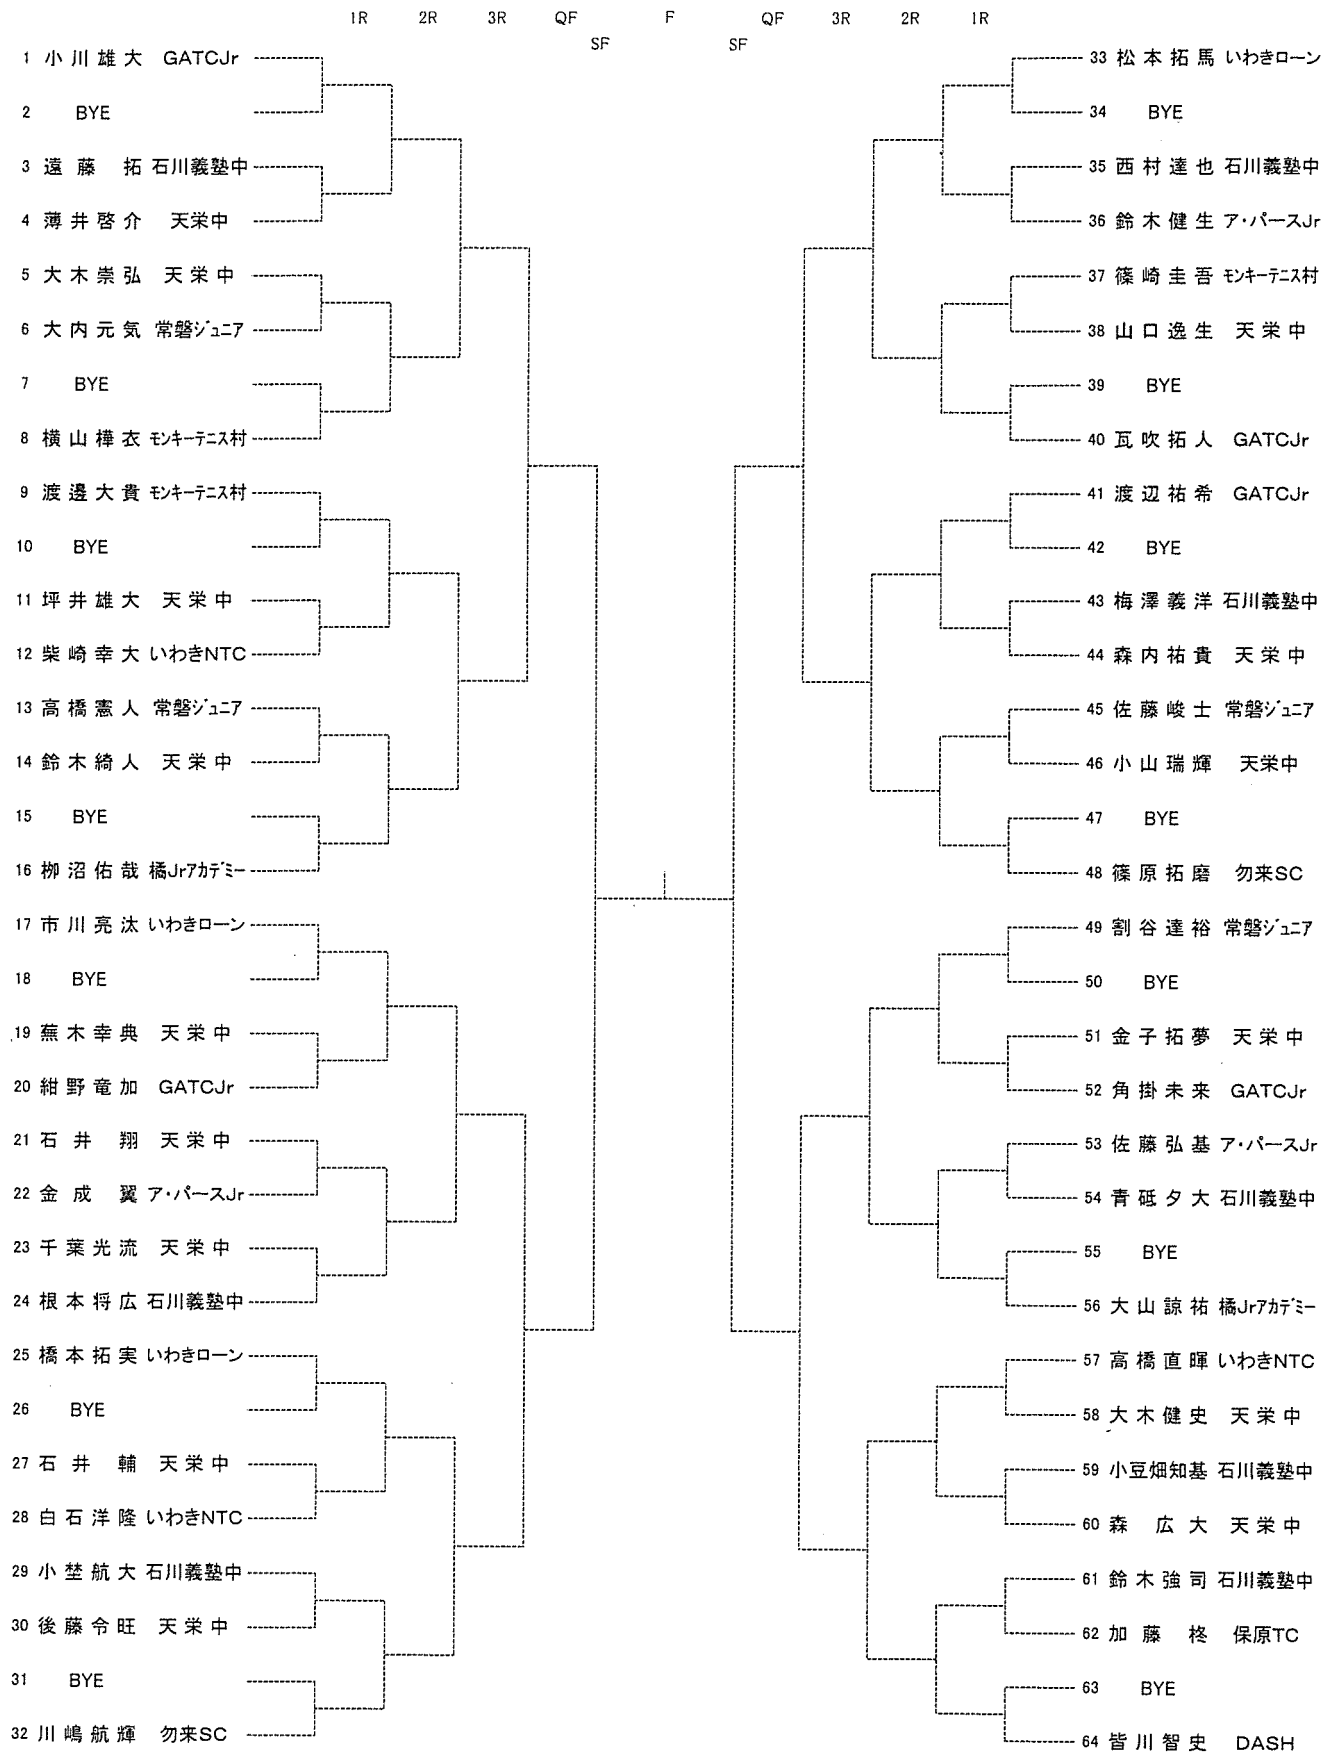 1R 2R 3R QF F QF 3R 2R 1R
SF SF
1 小川雄大 GATCJr
2 BYE
3 遠藤 拓 石川義塾中
4 薄井啓介 天栄中
5 大木崇弘 天栄中
6 大内元気 常磐ジュニア
7 BYE
8 横山樺衣 モンキーテニス村
9 渡邉大貴 モンキーテニス村
10 BYE
11 坪井雄大 天栄中
12 柴崎幸大 いわきNTC
13 高橋憲人 常磐ジュニア
14 鈴木綺人 天栄中
15 BYE
16 柳沼佑哉 橘Jrアカデミー
17 市川亮汰 いわきローン
18 BYE
19 蕪木幸典 天栄中
20 紺野竜加 GATCJr
21 石井 翔 天栄中
22 金成 翼 ア・パースJr
23 千葉光流 天栄中
24 根本将広 石川義塾中
25 橋本拓実 いわきローン
26 BYE
27 石井 輔 天栄中
28 白石洋隆 いわきNTC
29 小埜航大 石川義塾中
30 後藤令旺 天栄中
31 BYE
32 川嶋航輝 勿来SC
33 松本拓馬 いわきローン
34 BYE
35 西村達也 石川義塾中
36 鈴木健生 ア・パースJr
37 篠崎圭吾 モンキーテニス村
38 山口逸生 天栄中
39 BYE
40 瓦吹拓人 GATCJr
41 渡辺祐希 GATCJr
42 BYE
43 梅澤義洋 石川義塾中
44 森内祐貴 天栄中
45 佐藤峻士 常磐ジュニア
46 小山瑞輝 天栄中
47 BYE
48 篠原拓磨 勿来SC
49 割谷達裕 常磐ジュニア
50 BYE
51 金子拓夢 天栄中
52 角掛未来 GATCJr
53 佐藤弘基 ア・パースJr
54 青砥夕大 石川義塾中
55 BYE
56 大山諒祐 橘Jrアカデミー
57 高橋直暉 いわきNTC
58 大木健史 天栄中
59 小豆畑知基 石川義塾中
60 森 広大 天栄中
61 鈴木強司 石川義塾中
62 加藤 柊 保原TC
63 BYE
64 皆川智史 DASH